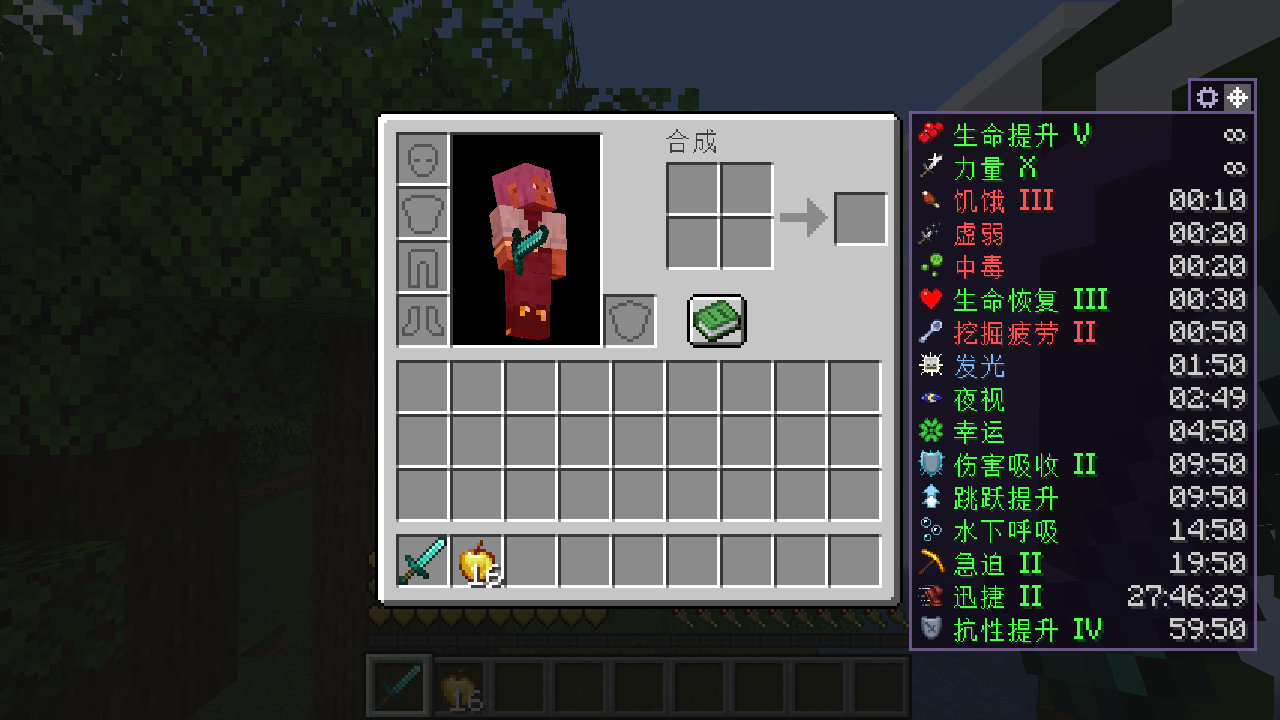 合成
生命提升 V ∞
力量 X ∞
饥饿 III 00:10
虚弱 00:20
中毒 00:20
生命恢复 III 00:30
挖掘疲劳 II 00:50
发光 01:50
夜视 02:49
幸运 04:50
伤害吸收 II 09:50
跳跃提升 09:50
水下呼吸 14:50
急迫 II 19:50
迅捷 II 27:46:29
抗性提升 IV 59:50
16
16